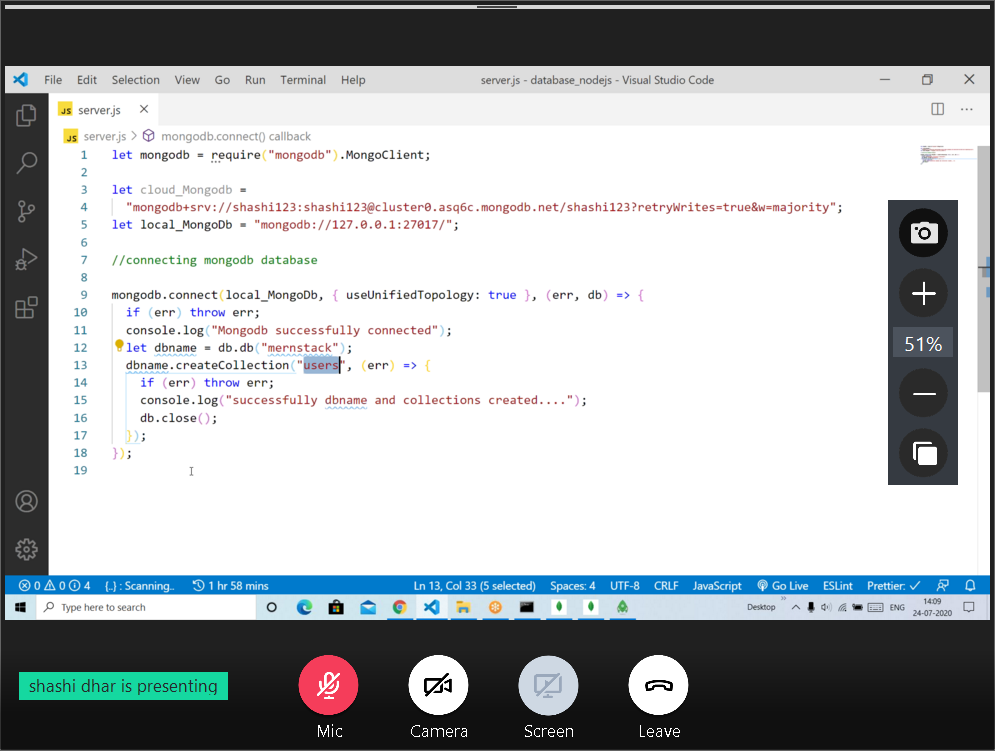 File Edit Selection View Go Run Terminal Help server.js - database_nodejs - Visual Studio Code
JS server.js
JS server.js > mongodb.connect() callback
1 let mongodb = require("mongodb").MongoClient;
2
3 let cloud_Mongodb =
4 "mongodb+srv://shashi123:shashi123@cluster0.asq6c.mongodb.net/shashi123?retryWrites=true&w=majority";
5 let local_MongoDb = "mongodb://127.0.0.1:27017/";
6
7 //connecting mongodb database
8
9 mongodb.connect(local_MongoDb, { useUnifiedTopology: true }, (err, db) => {
10 if (err) throw err;
11 console.log("Mongodb successfully connected");
12 let dbname = db.db("mernstack");
13 dbname.createCollection("users", (err) => {
14 if (err) throw err;
15 console.log("successfully dbname and collections created....");
16 db.close();
17 });
18 });
19
51%
0 0 4 {..} : Scanning.. 1 hr 58 mins Ln 13, Col 33 (5 selected) Spaces: 4 UTF-8 CRLF JavaScript Go Live ESLint Prettier: ✓
Type here to search Desktop ENG 14:09
24-07-2020
shashi dhar is presenting
Mic Camera Screen Leave